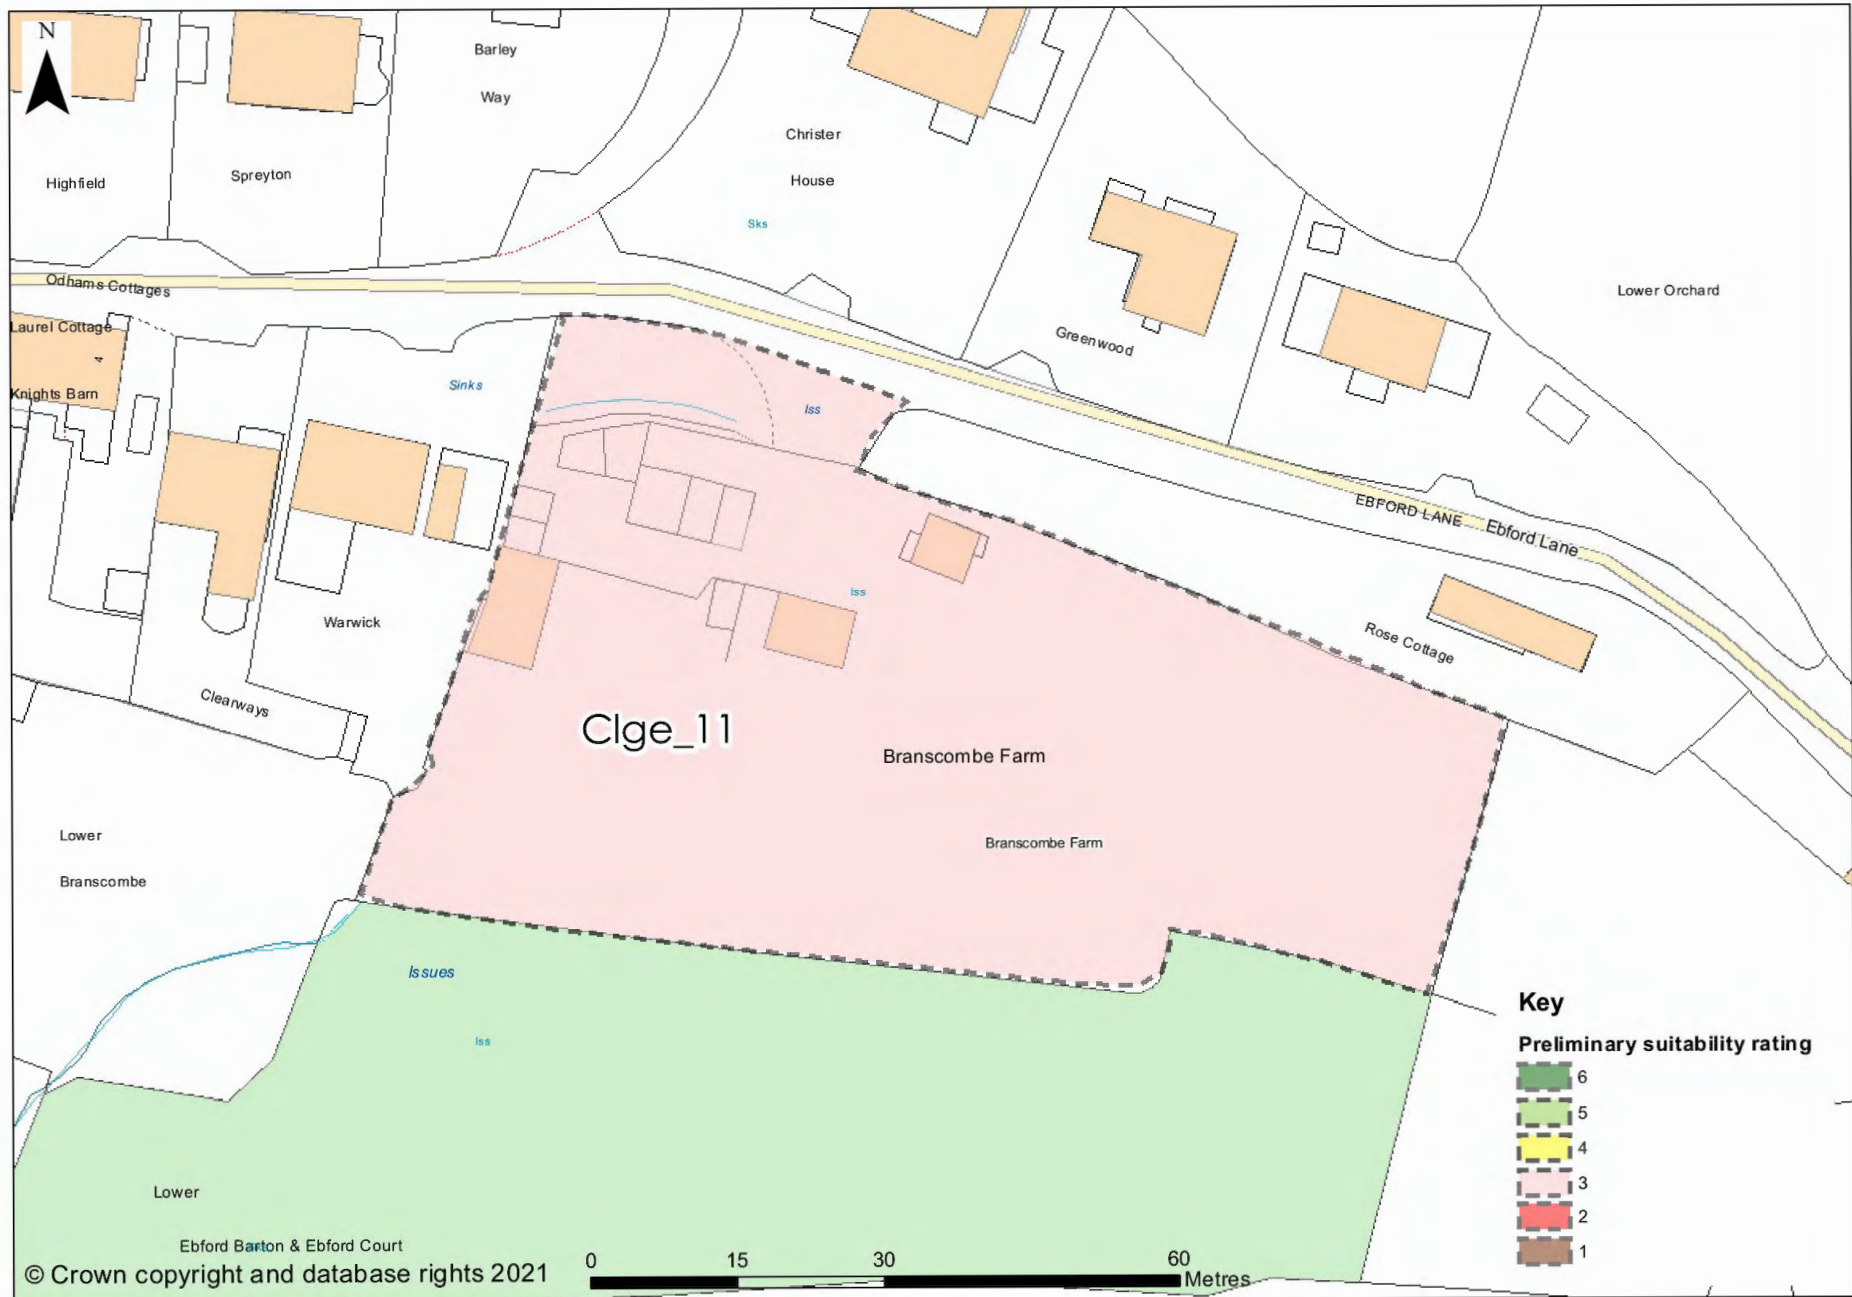 N
Barley
Way
Christer
House
Highfield
Spreyton
Sks
Odhams Cottages
Lower Orchard
Laurel Cottage
4
Greenwood
Knights Barn
Sinks
Iss
EBFORD LANE
Ebford Lane
Iss
Warwick
Rose Cottage
Clearways
Clge_11
Branscombe Farm
Lower
Branscombe
Branscombe Farm
Issues
Iss
Key
Preliminary suitability rating
6
5
4
3
2
1
Lower
Ebford Barton & Ebford Court
© Crown copyright and database rights 2021
0 15 30 60
Metres